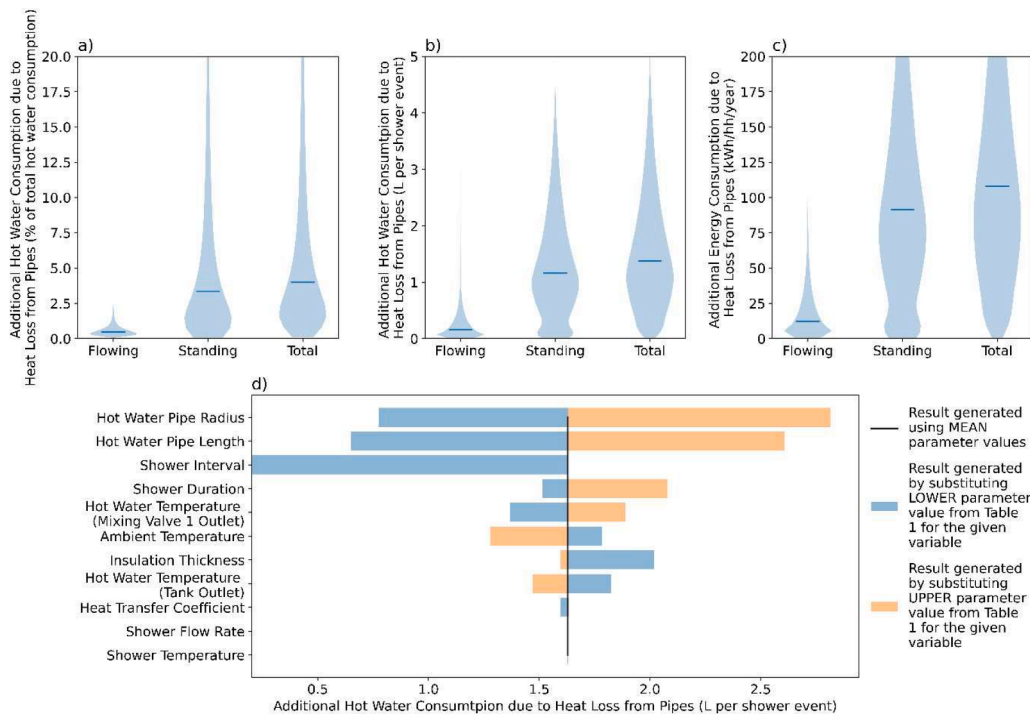 a)
Additional Hot Water Consumption due to
Heat Loss from Pipes (% of total hot water consumption)
20.0
17.5
15.0
12.5
10.0
7.5
5.0
2.5
0.0
Flowing
Standing
Total
b)
Additional Hot Water Consumtpion due to
Heat Loss from Pipes (L per shower event)
5
4
3
2
1
0
Flowing
Standing
Total
c)
Additional Energy Consumption due to
Heat Loss from Pipes (kWh/hh/year)
200
175
150
125
100
75
50
25
0
Flowing
Standing
Total
d)
Hot Water Pipe Radius
Hot Water Pipe Length
Shower Interval
Shower Duration
Hot Water Temperature
(Mixing Valve 1 Outlet)
Ambient Temperature
Insulation Thickness
Hot Water Temperature
(Tank Outlet)
Heat Transfer Coefficient
Shower Flow Rate
Shower Temperature
0.5
1.0
1.5
2.0
2.5
Additional Hot Water Consumtpion due to Heat Loss from Pipes (L per shower event)
Result generated
using MEAN
parameter values
Result generated
by substituting
LOWER parameter
value from Table
1 for the given
variable
Result generated
by substituting
UPPER parameter
value from Table
1 for the given
variable